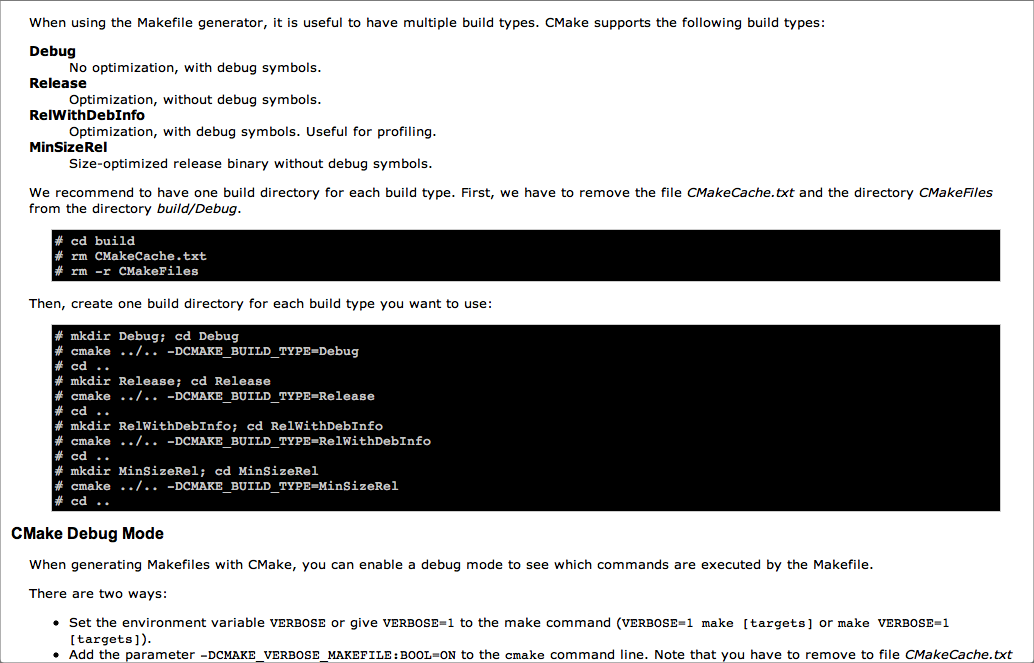 When using the Makefile generator, it is useful to have multiple build types. CMake supports the following build types:
Debug
No optimization, with debug symbols.
Release
Optimization, without debug symbols.
RelWithDebInfo
Optimization, with debug symbols. Useful for profiling.
MinSizeRel
Size-optimized release binary without debug symbols.
We recommend to have one build directory for each build type. First, we have to remove the file CMakeCache.txt and the directory CMakeFiles
from the directory build/Debug.
# cd build
# rm CMakeCache.txt
# rm -r CMakeFiles
Then, create one build directory for each build type you want to use:
# mkdir Debug; cd Debug
# cmake ../.. -DCMAKE_BUILD_TYPE=Debug
# cd ..
# mkdir Release; cd Release
# cmake ../.. -DCMAKE_BUILD_TYPE=Release
# cd ..
# mkdir RelWithDebInfo; cd RelWithDebInfo
# cmake ../.. -DCMAKE_BUILD_TYPE=RelWithDebInfo
# cd ..
# mkdir MinSizeRel; cd MinSizeRel
# cmake ../.. -DCMAKE_BUILD_TYPE=MinSizeRel
# cd ..
CMake Debug Mode
When generating Makefiles with CMake, you can enable a debug mode to see which commands are executed by the Makefile.
There are two ways:
• Set the environment variable VERBOSE or give VERBOSE=1 to the make command (VERBOSE=1 make [targets] or make VERBOSE=1
[targets]).
• Add the parameter -DCMAKE_VERBOSE_MAKEFILE:BOOL=ON to the cmake command line. Note that you have to remove to file CMakeCache.txt